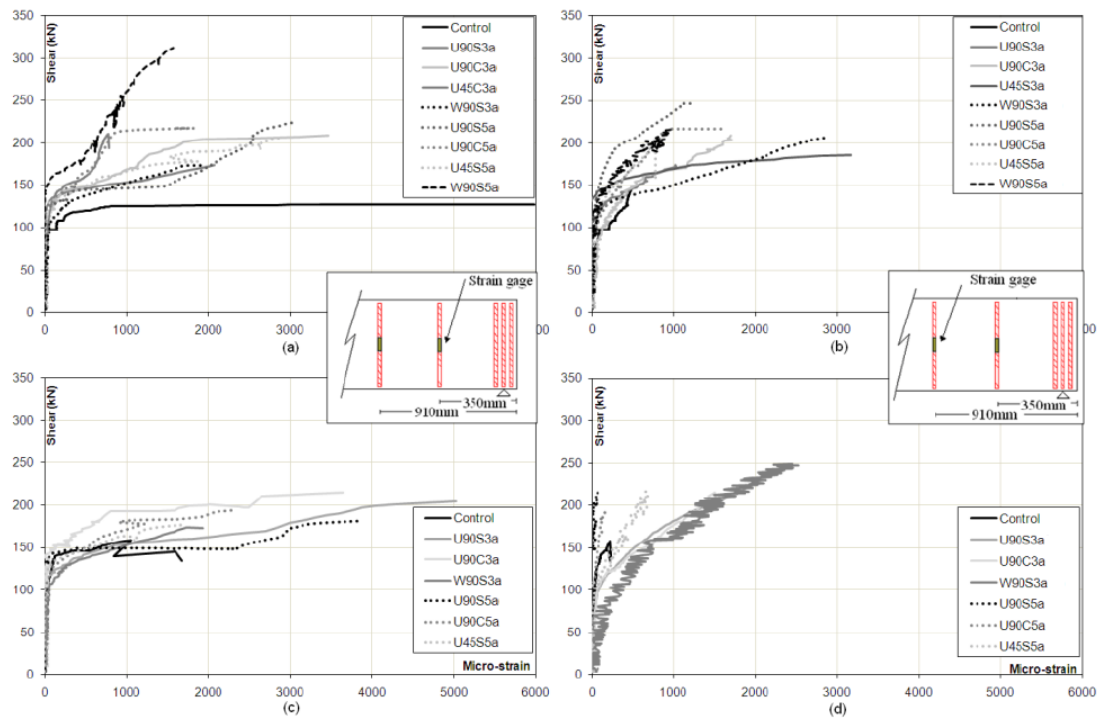 350
300
250
200
150
100
50
0
Shear (kN)
Control
U90S3a
U90C3a
U45C3a
W90S3a
U90S5a
U90C5a
U45S5a
W90S5a
0 1000 2000 3000 6000
(a)
Strain gage
350mm
910mm
350
300
250
200
150
100
50
0
Shear (kN)
Control
U90S3a
U90C3a
U45S3a
W90S3a
U90S5a
U90C5a
U45S5a
W90S5a
0 1000 2000 3000 6000
(b)
Strain gage
350mm
910mm
350
300
250
200
150
100
50
0
Shear (kN)
Control
U90S3a
U90C3a
W90S3a
U90S5a
U90C5a
U45S5a
Micro-strain
0 1000 2000 3000 4000 5000 6000
(c)
350
300
250
200
150
100
50
0
Shear (kN)
Control
U90S3a
U90C3a
W90S3a
U90S5a
U90C5a
U45S5a
Micro-strain
0 1000 2000 3000 4000 5000 6000
(d)